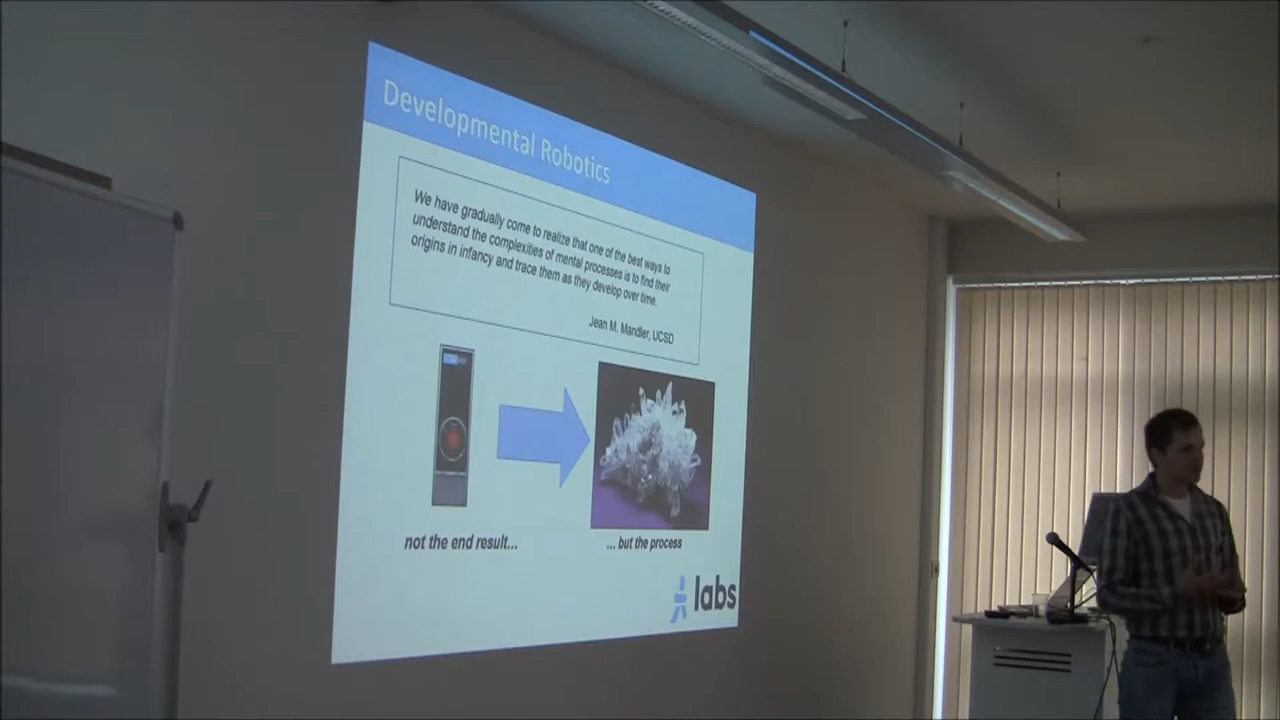 Developmental Robotics
We have gradually come to realize that one of the best ways to
understand the complexities of mental processes is to find their
origins in infancy and trace them as they develop over time.
Jean M. Mandler, UCSD
not the end result...
... but the process
labs